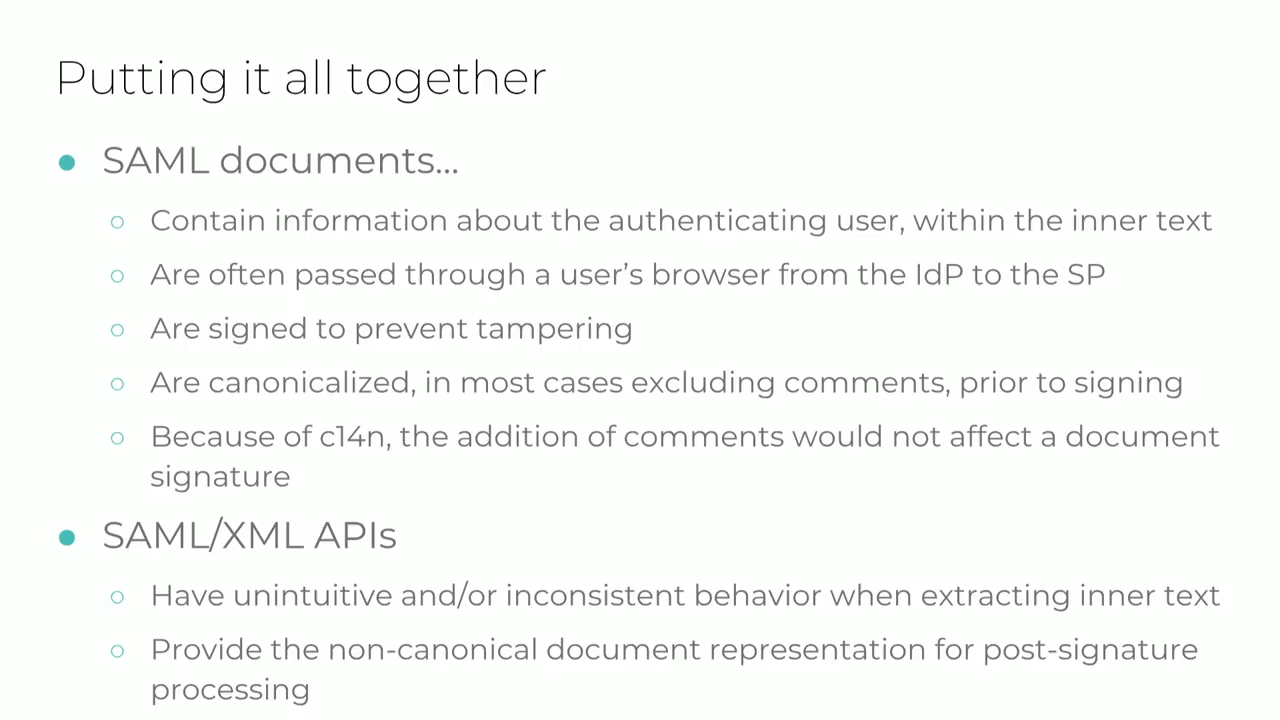 Putting it all together
● SAML documents...
○ Contain information about the authenticating user, within the inner text
○ Are often passed through a user’s browser from the IdP to the SP
○ Are signed to prevent tampering
○ Are canonicalized, in most cases excluding comments, prior to signing
○ Because of c14n, the addition of comments would not affect a document
signature
● SAML/XML APIs
○ Have unintuitive and/or inconsistent behavior when extracting inner text
○ Provide the non-canonical document representation for post-signature
processing